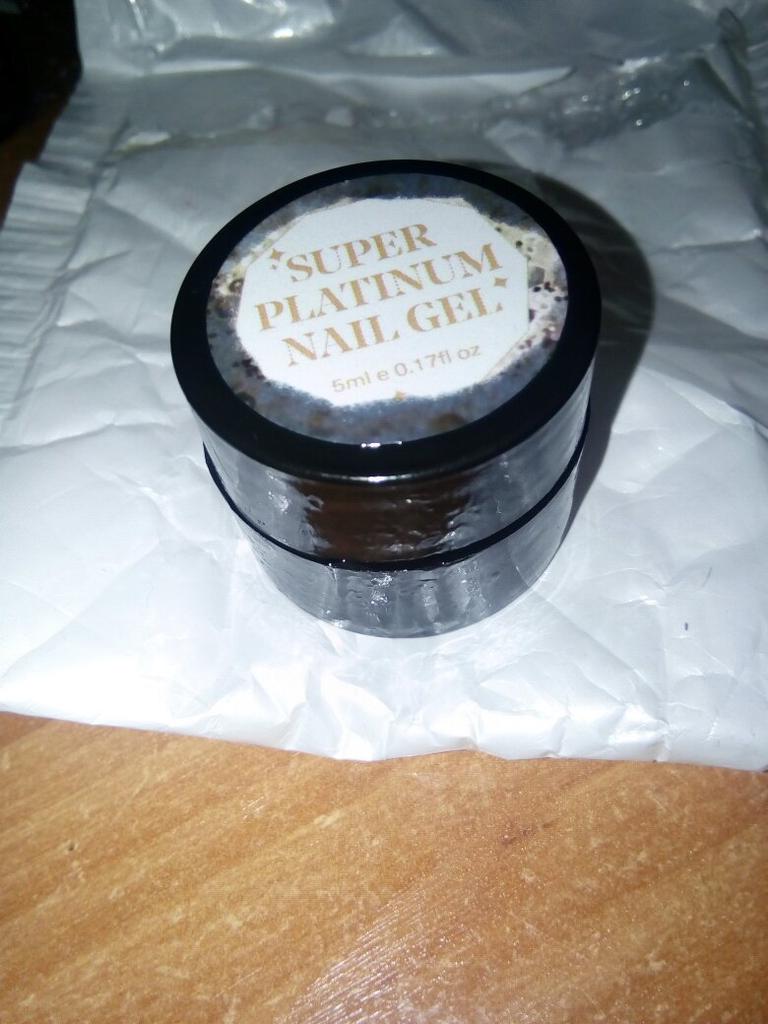 SUPER
PLATINUM
NAIL GEL
5ml e 0.17fl oz